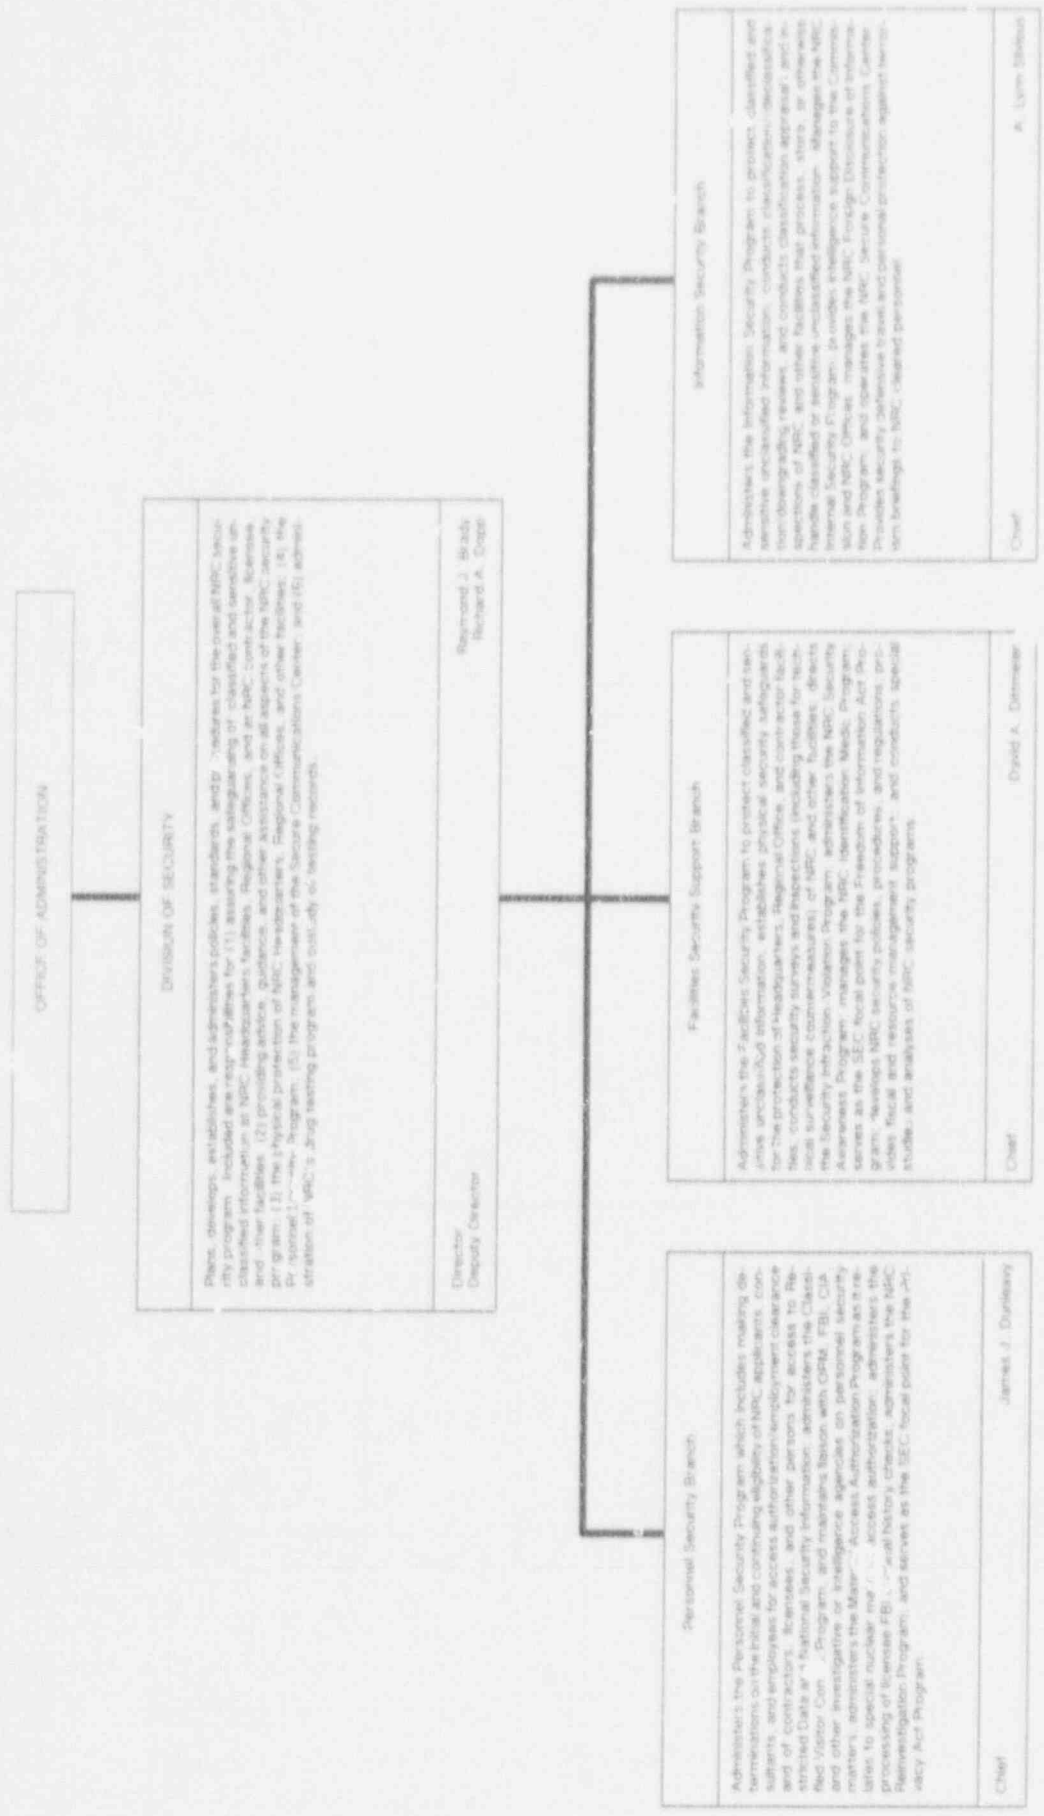 OFFICE OF ADMINISTRATION
DIVISION OF SECURITY
Plans, develops, establishes, and administers policies, standards, and procedures for the overall NRC secu-
rity program. Included are responsibilities for (1) assuring the safeguarding of classified and sensitive un-
classified information at NRC Headquarters facilities, Regional Offices, and at NRC contractor, licensee,
and other facilities; (2) providing advice, guidance, and other assistance on all aspects of the NRC security
program; (3) the physical protection of NRC Headquarters, Regional Offices, and other facilities; (4) the
Personnel Program; (5) the management of the Secure Communications Center; and (6) admini-
stration of NRC's drug testing program and custody of testing records.
Director Raymond J. Brady
Deputy Director Richard A. Dopp
Personnel Security Branch
Administers the Personnel Security Program which includes making de-
terminations on the initial and continuing eligibility of NRC applicants, con-
sultants, and employees for access authorization/employment clearance
and of contractors, licensees, and other persons for access to Re-
stricted Data and National Security Information; administers the Classi-
fied Visitor Program, and maintains liaison with OPM, FBI, CIA
and other investigative or intelligence agencies on personnel security
matters; administers the Access Authorization Program as it re-
lates to special nuclear access authorization; administers the
processing of license FBI history checks; administers the NRC
Reinvestigation Program; and serves as the SEC focal point for the Pri-
vacy Act Program.
Chief James J. Dunleavy
Facilities Security Support Branch
Administers the Facilities Security Program to protect classified and sen-
sitive unclassified information, establishes physical security safeguards
for the protection of Headquarters, Regional Office, and contractor facili-
ties, conducts security surveys and inspections (including those for tech-
nical surveillance countermeasures) of NRC and other facilities; directs
the Security Infraction Violation Program, administers the NRC Security
Awareness Program; manages the NRC Identification Media Program;
serves as the SEC focal point for the Freedom of Information Act Pro-
gram; develops NRC security policies, procedures, and regulations; pro-
vides fiscal and resource management support; and conducts special
studies and analyses of NRC security programs.
Chief David A. Dittmeier
Information Security Branch
Administers the Information Security Program to protect classified and
sensitive unclassified information, conducts classification/declassifica-
tion/downgrading reviews, and conducts classification appraisal and in-
spections of NRC and other facilities that process, store, or otherwise
handle classified or sensitive unclassified information. Manages the NRC
Internal Security Program; provides intelligence support to the Commis-
sion and NRC Offices; manages the NRC Foreign Disclosure of Informa-
tion Program; and operates the NRC Secure Communications Center.
Provides security defensive travel and personal protection against terror-
ism briefings to NRC cleared personnel.
Chief A. Lynn